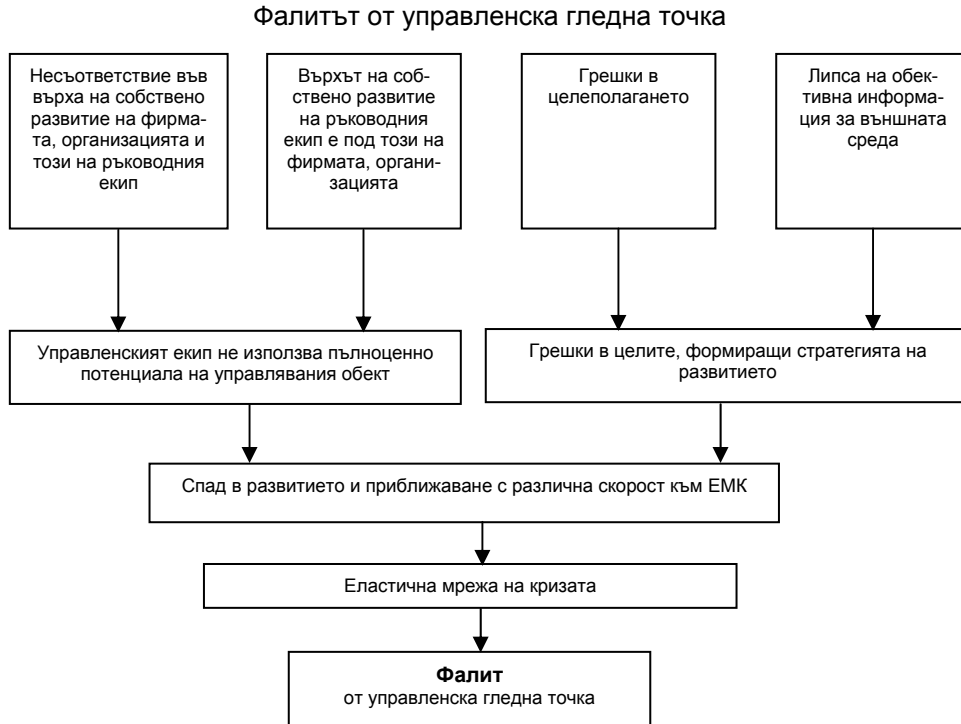 Фалитът от управленска гледна точка
Несъответствие във
върха на собствено
развитие на фирма-
та, организацията и
този на ръководния
екип
Върхът на соб-
ствено развитие
на ръководния
екип е под този на
фирмата, органи-
зацията
Грешки в
целеполагането
Липса на обек-
тивна информа-
ция за външната
среда
Управленският екип не използва пълноценно
потенциала на управлявания обект
Грешки в целите, формиращи стратегията на
развитието
Спад в развитието и приближаване с различна скорост към ЕМК
Еластична мрежа на кризата
Фалит
от управленска гледна точка